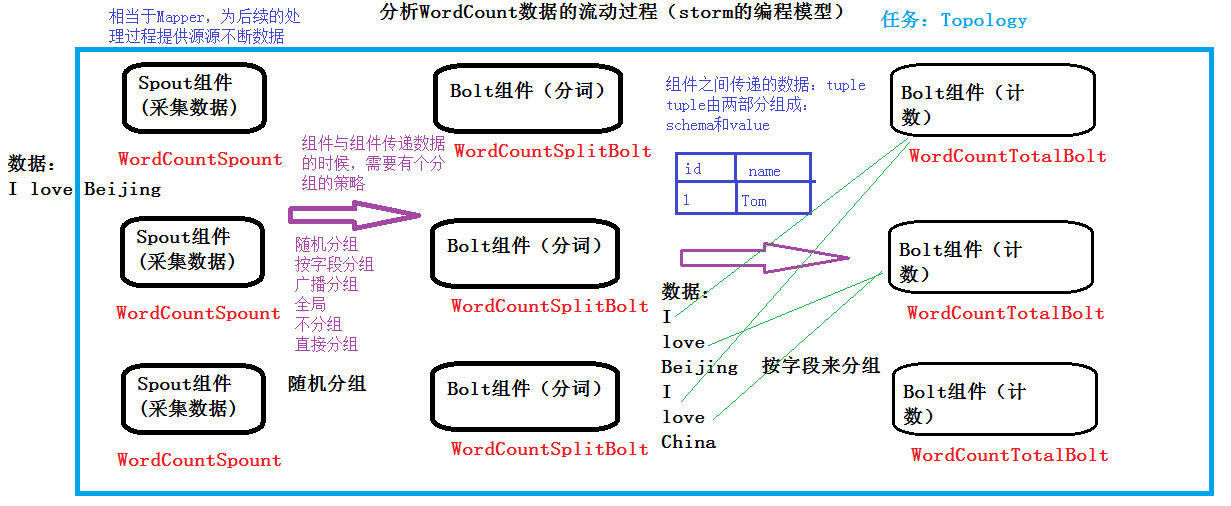 分析WordCount数据的流动过程（storm的编程模型）
任务：Topology
相当于Mapper，为后续的处
理过程提供源源不断数据
数据：
I love Beijing
Spout组件
(采集数据)
WordCountSpount
Spout组件
(采集数据)
WordCountSpount
Spout组件
(采集数据)
WordCountSpount
组件与组件传递数据
的时候，需要有个分
组的策略
随机分组
按字段分组
广播分组
全局
不分组
直接分组
随机分组
Bolt组件（分词）
WordCountSplitBolt
Bolt组件（分词）
WordCountSplitBolt
Bolt组件（分词）
WordCountSplitBolt
组件之间传递的数据：tuple
tuple由两部分组成：
schema和value
id name
1 Tom
数据：
I
love
Beijing
I
love
China
按字段来分组
Bolt组件（计
数）
WordCountTotalBolt
Bolt组件（计
数）
WordCountTotalBolt
Bolt组件（计
数）
WordCountTotalBolt